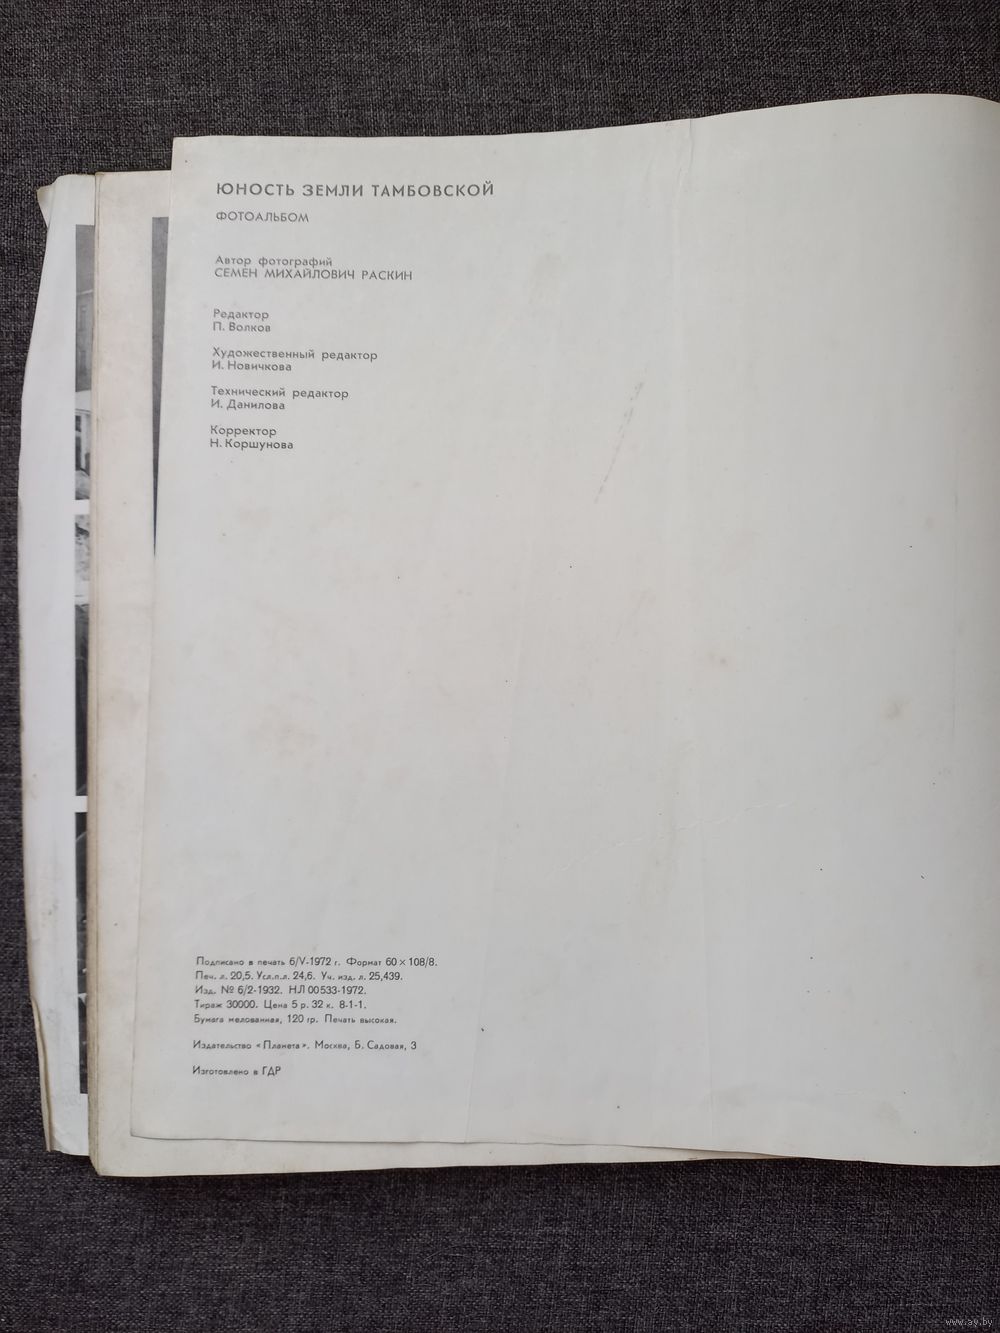 ЮНОСТЬ ЗЕМЛИ ТАМБОВСКОЙ
ФОТОАЛЬБОМ
Автор фотографий
СЕМЕН МИХАЙЛОВИЧ РАСКИН
Редактор
П. Волков
Художественный редактор
И. Новичкова
Технический редактор
И. Данилова
Корректор
Н. Коршунова
Подписано в печать 6/V-1972 г. Формат 60×108/8.
Печ. л. 20,5. Усл.п.л. 24,6. Уч. изд. л. 25,439.
Изд. № 6/2-1932. НЛ 00533-1972.
Тираж 30000. Цена 5 р. 32 к. 8-1-1.
Бумага мелованная, 120 гр. Печать высокая.
Издательство «Планета». Москва, Б. Садовая, 3
Изготовлено в ГДР
www.ay.by